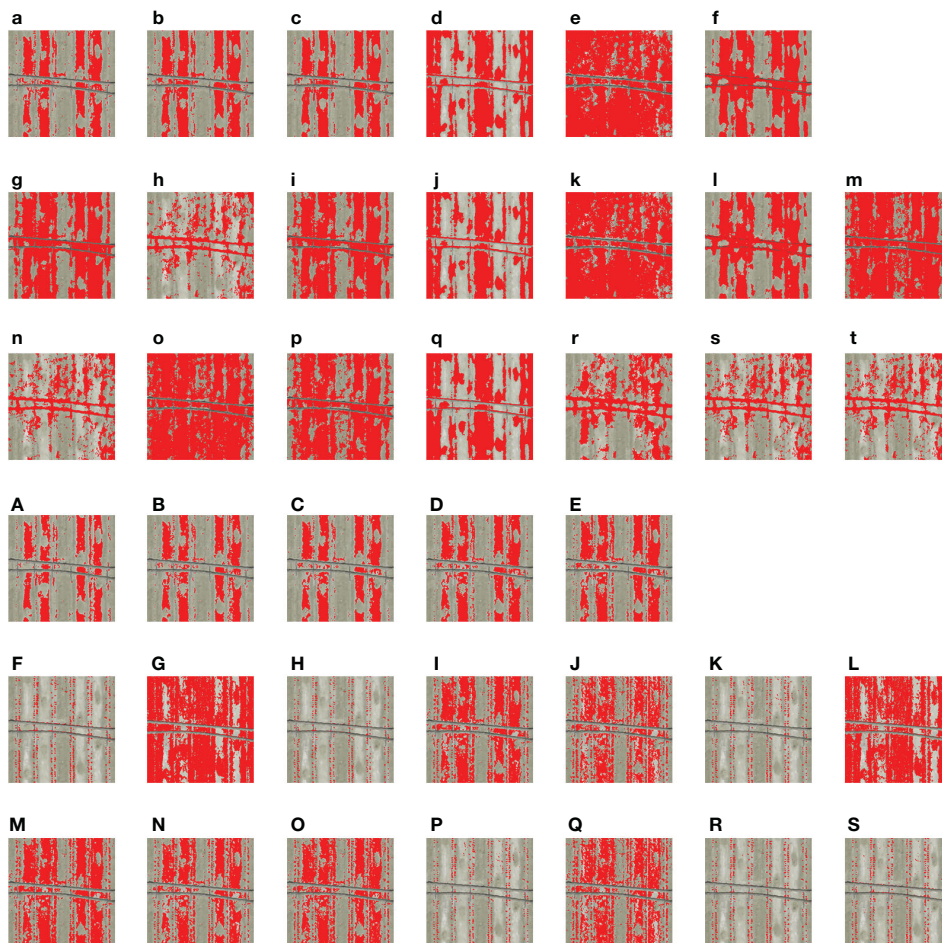 a b c d e f
g h i j k l m
n o p q r s t
A B C D E
F G H I J K L
M N O P Q R S